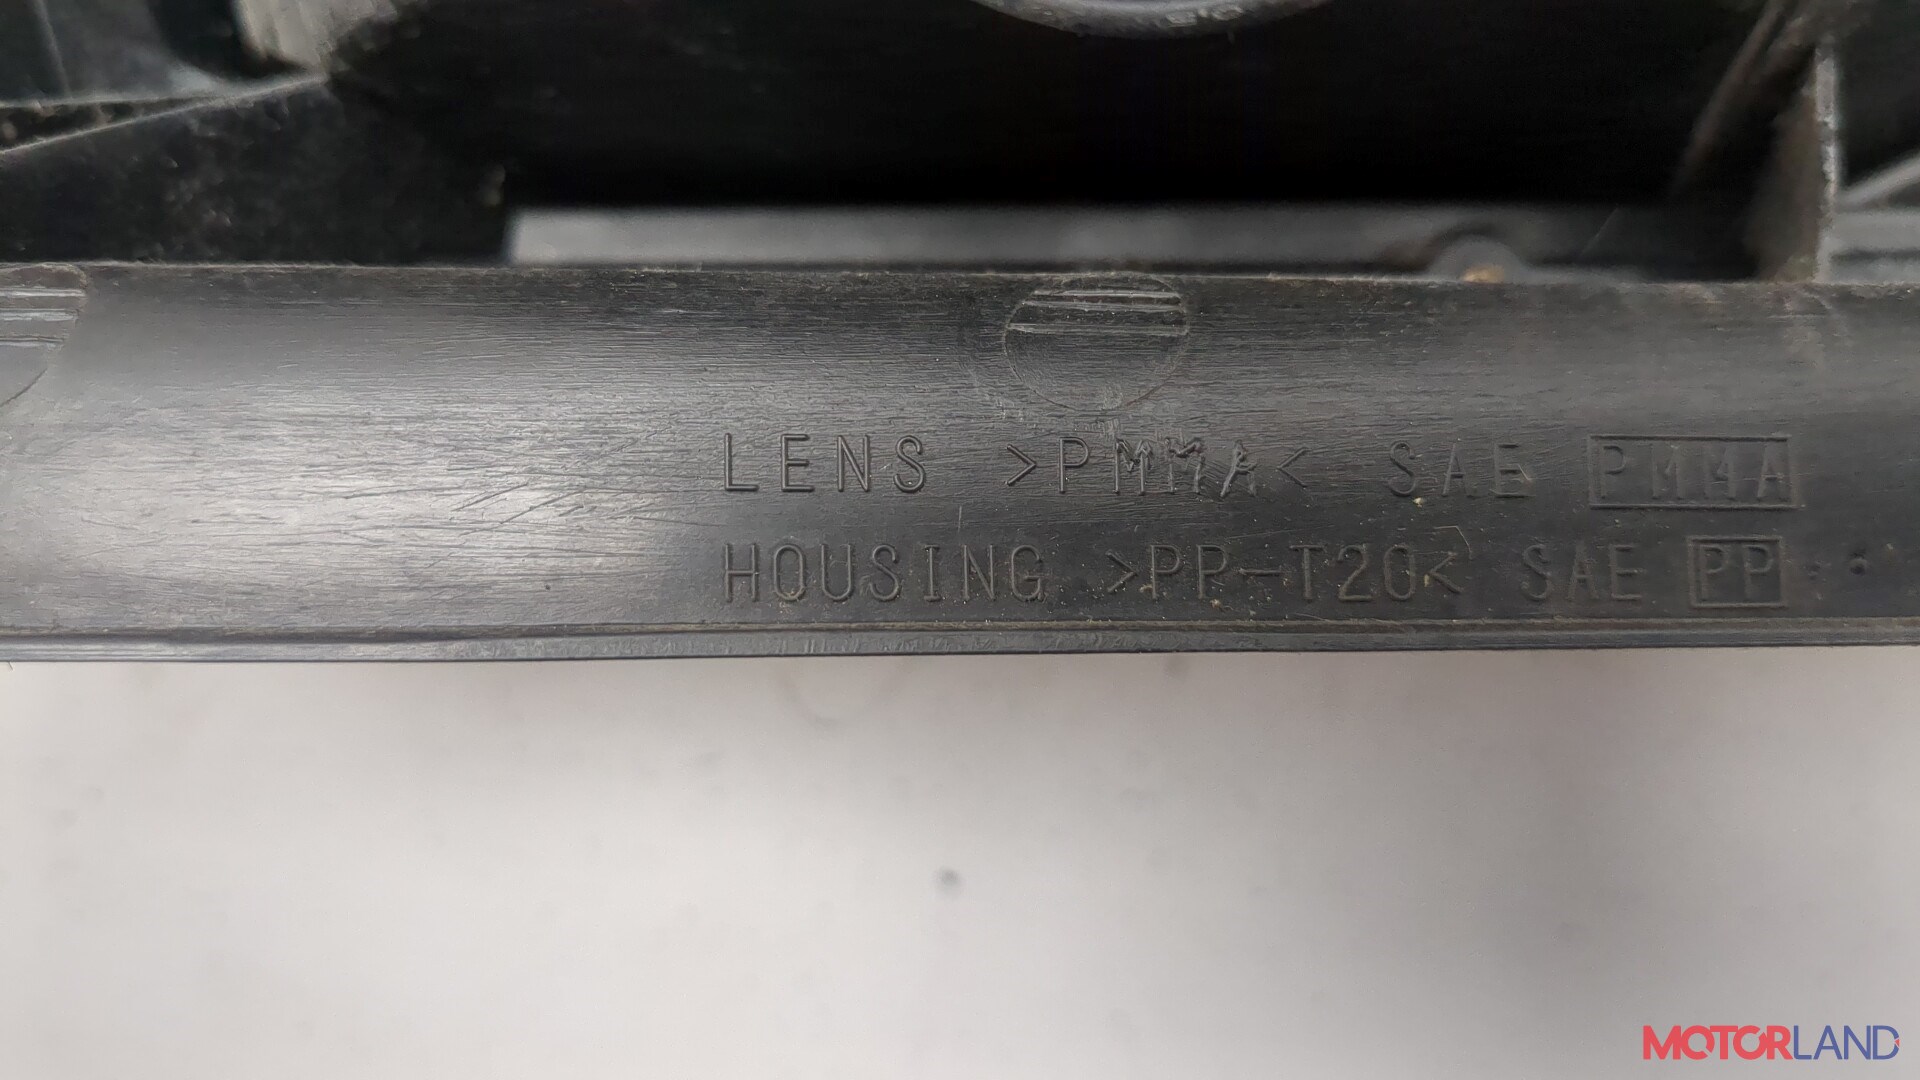 LENS >PMMA< SAE PMMA
HOUSING >PP-T20< SAE PP
MOTORLAND